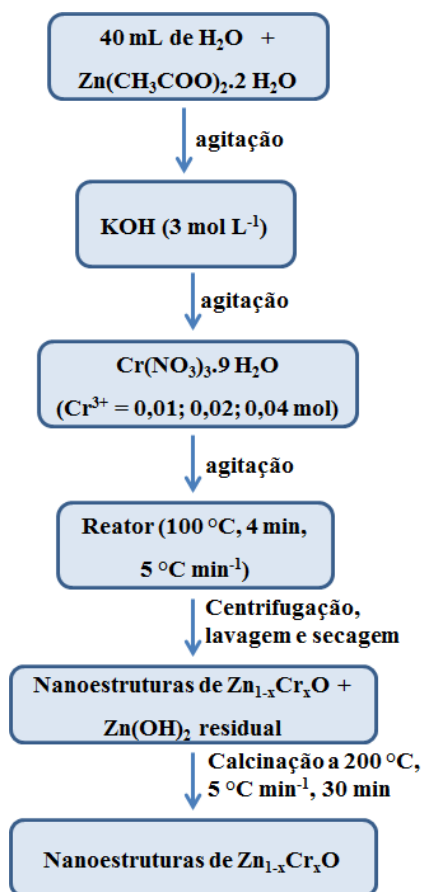 40 mL de H₂O +
Zn(CH₃COO)₂.2 H₂O
agitação
KOH (3 mol L⁻¹)
agitação
Cr(NO₃)₃.9 H₂O
(Cr³⁺ = 0,01; 0,02; 0,04 mol)
agitação
Reator (100 °C, 4 min,
5 °C min⁻¹)
Centrifugação,
lavagem e secagem
Nanoestruturas de Zn₁₋ₓCrₓO +
Zn(OH)₂ residual
Calcinação a 200 °C,
5 °C min⁻¹, 30 min
Nanoestruturas de Zn₁₋ₓCrₓO